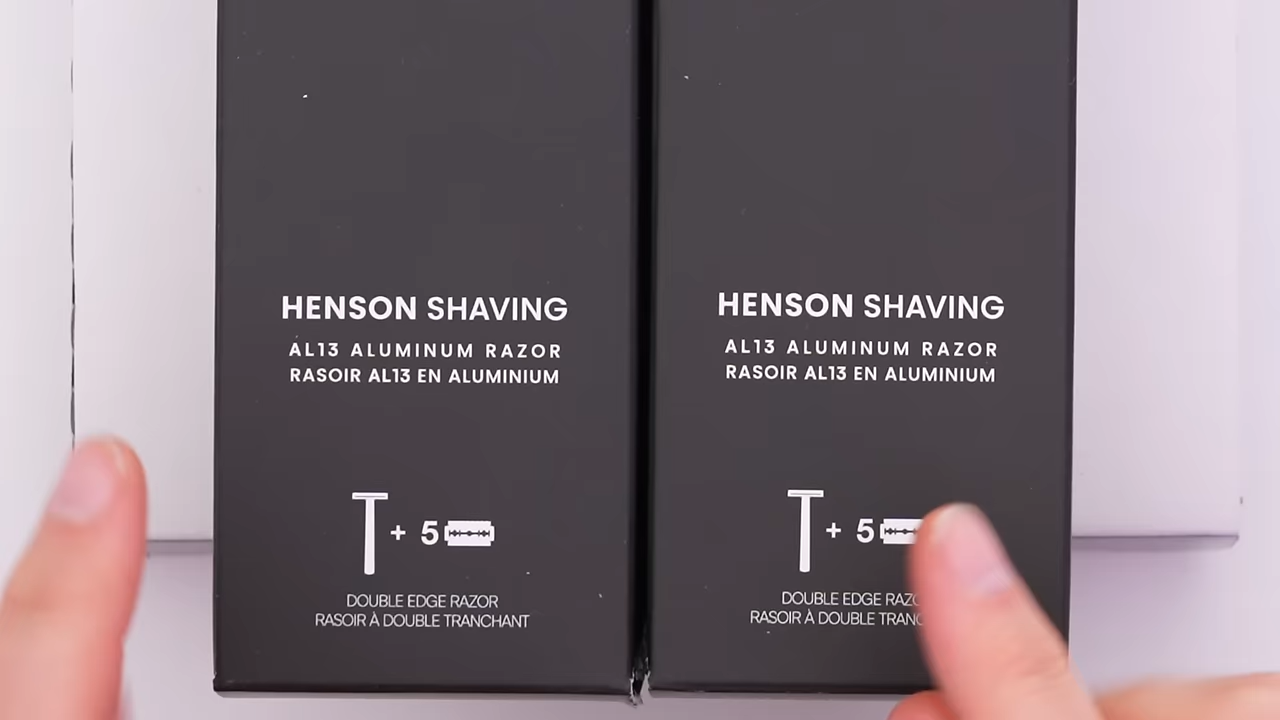 HENSON SHAVING
AL13 ALUMINUM RAZOR
RASOIR AL13 EN ALUMINIUM
+ 5
DOUBLE EDGE RAZOR
RASOIR À DOUBLE TRANCHANT
HENSON SHAVING
AL13 ALUMINUM RAZOR
RASOIR AL13 EN ALUMINIUM
+ 5
DOUBLE EDGE
RASOIR À DOUBLE